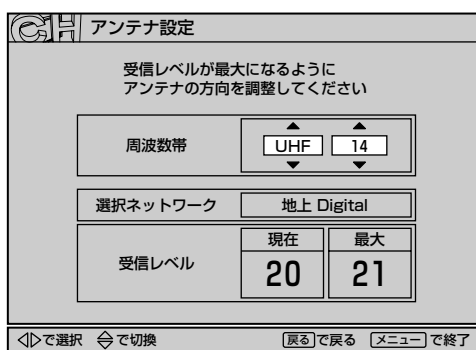 CH アンテナ設定
受信レベルが最大になるように
アンテナの方向を調整してください
周波数帯 UHF 14
選択ネットワーク 地上 Digital
現在 最大
受信レベル 20 21
で選択 で切換 戻るで戻る メニューで終了